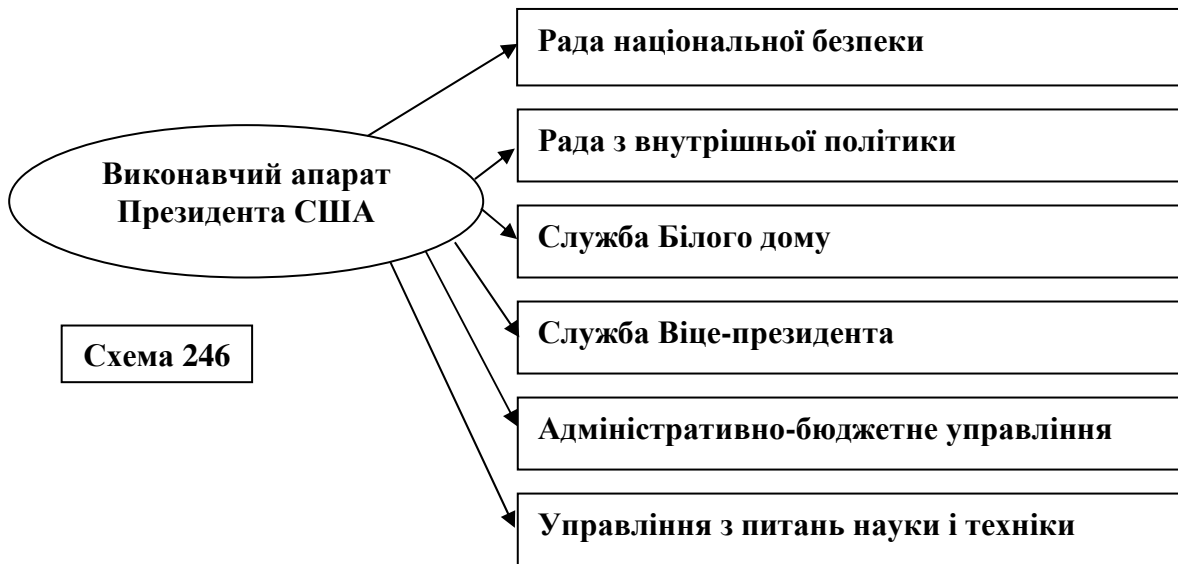 Рада національної безпеки
Рада з внутрішньої політики
Виконавчий апарат
Президента США
Служба Білого дому
Служба Віце-президента
Схема 246
Адміністративно-бюджетне управління
Управління з питань науки і техніки